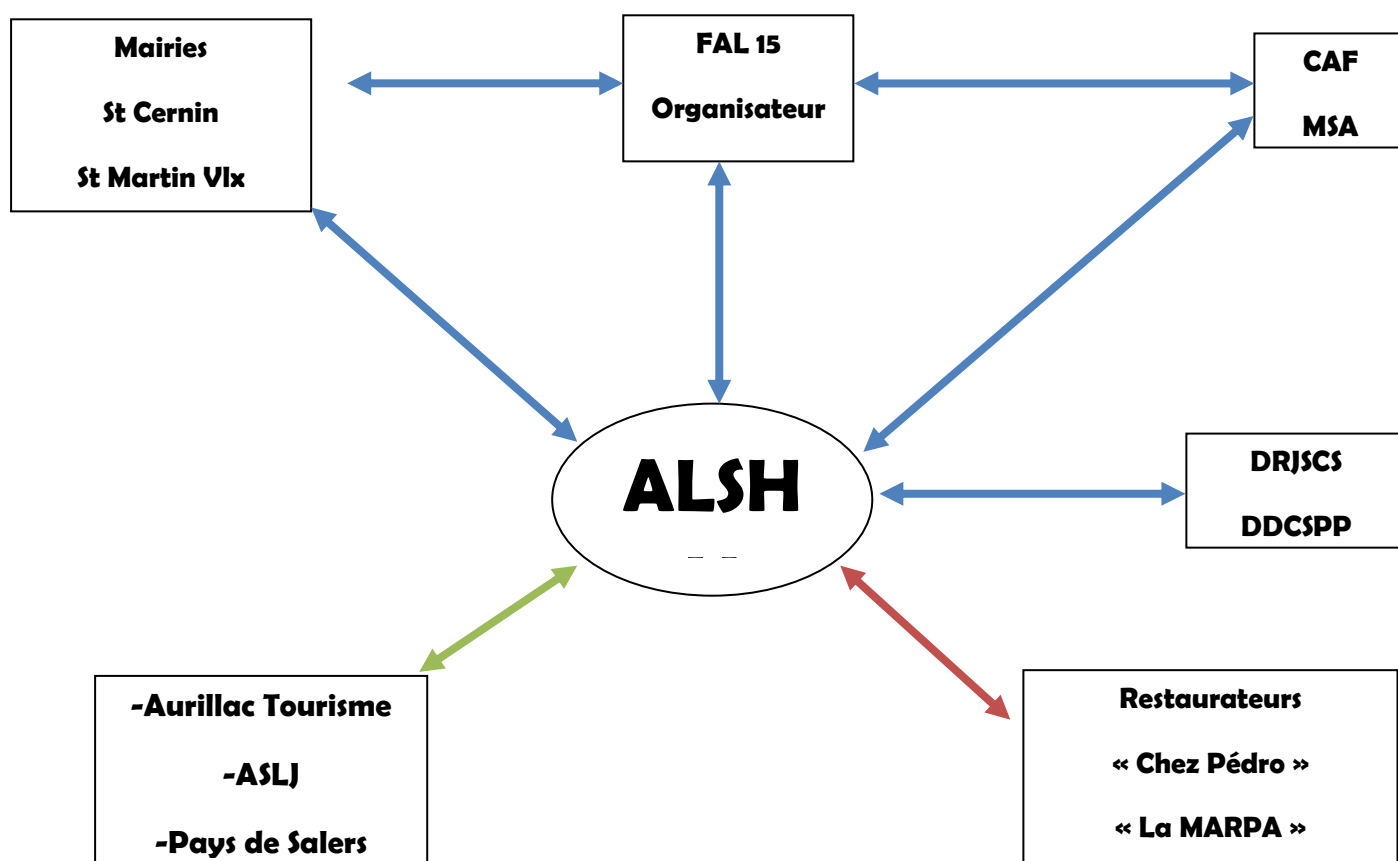 Mairies
St Cernin
St Martin Vlx
FAL 15
Organisateur
CAF
MSA
ALSH
DRJSCS
DDCSPP
-Aurillac Tourisme
-ASLJ
-Pays de Salers
Restaurateurs
« Chez Pédro »
« La MARPA »